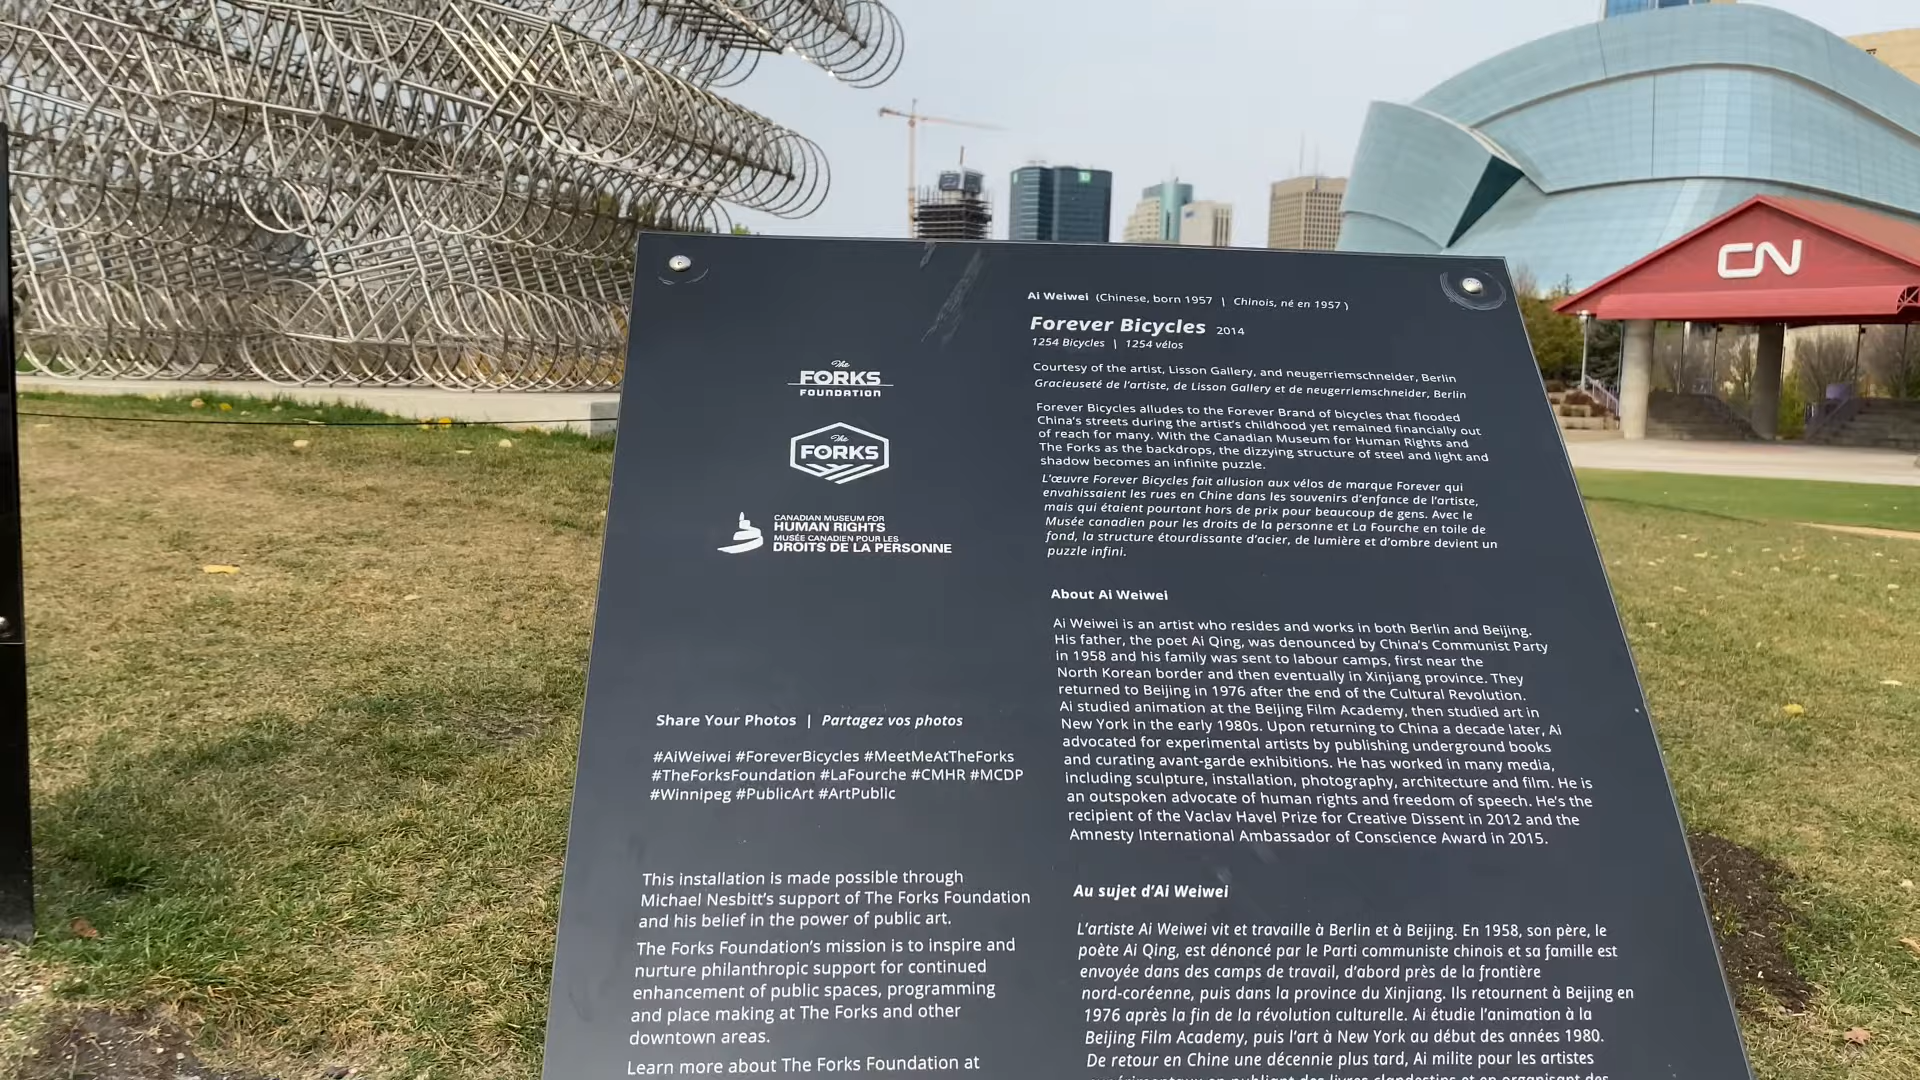 The
FORKS
FOUNDATION
The
FORKS
CANADIAN MUSEUM FOR
HUMAN RIGHTS
MUSÉE CANADIEN POUR LES
DROITS DE LA PERSONNE
Share Your Photos | Partagez vos photos
#AiWeiwei #ForeverBicycles #MeetMeAtTheForks
#TheForksFoundation #LaFourche #CMHR #MCDP
#Winnipeg #PublicArt #ArtPublic
This installation is made possible through
Michael Nesbitt's support of The Forks Foundation
and his belief in the power of public art.
The Forks Foundation's mission is to inspire and
nurture philanthropic support for continued
enhancement of public spaces, programming
and place making at The Forks and other
downtown areas.
Learn more about The Forks Foundation at
Ai Weiwei (Chinese, born 1957 | Chinois, né en 1957 )
Forever Bicycles 2014
1254 Bicycles | 1254 vélos
Courtesy of the artist, Lisson Gallery, and neugerriemschneider, Berlin
Gracieuseté de l'artiste, de Lisson Gallery et de neugerriemschneider, Berlin
Forever Bicycles alludes to the Forever Brand of bicycles that flooded
China's streets during the artist's childhood yet remained financially out
of reach for many. With the Canadian Museum for Human Rights and
The Forks as the backdrops, the dizzying structure of steel and light and
shadow becomes an infinite puzzle.
L'œuvre Forever Bicycles fait allusion aux vélos de marque Forever qui
envahissaient les rues en Chine dans les souvenirs d'enfance de l'artiste,
mais qui étaient pourtant hors de prix pour beaucoup de gens. Avec le
Musée canadien pour les droits de la personne et La Fourche en toile de
fond, la structure étourdissante d'acier, de lumière et d'ombre devient un
puzzle infini.
About Ai Weiwei
Ai Weiwei is an artist who resides and works in both Berlin and Beijing.
His father, the poet Ai Qing, was denounced by China's Communist Party
in 1958 and his family was sent to labour camps, first near the
North Korean border and then eventually in Xinjiang province. They
returned to Beijing in 1976 after the end of the Cultural Revolution.
Ai studied animation at the Beijing Film Academy, then studied art in
New York in the early 1980s. Upon returning to China a decade later, Ai
advocated for experimental artists by publishing underground books
and curating avant-garde exhibitions. He has worked in many media,
including sculpture, installation, photography, architecture and film. He is
an outspoken advocate of human rights and freedom of speech. He's the
recipient of the Vaclav Havel Prize for Creative Dissent in 2012 and the
Amnesty International Ambassador of Conscience Award in 2015.
Au sujet d'Ai Weiwei
L'artiste Ai Weiwei vit et travaille à Berlin et à Beijing. En 1958, son père, le
poète Ai Qing, est dénoncé par le Parti communiste chinois et sa famille est
envoyée dans des camps de travail, d'abord près de la frontière
nord-coréenne, puis dans la province du Xinjiang. Ils retournent à Beijing en
1976 après la fin de la révolution culturelle. Ai étudie l'animation à la
Beijing Film Academy, puis l'art à New York au début des années 1980.
De retour en Chine une décennie plus tard, Ai milite pour les artistes
CN